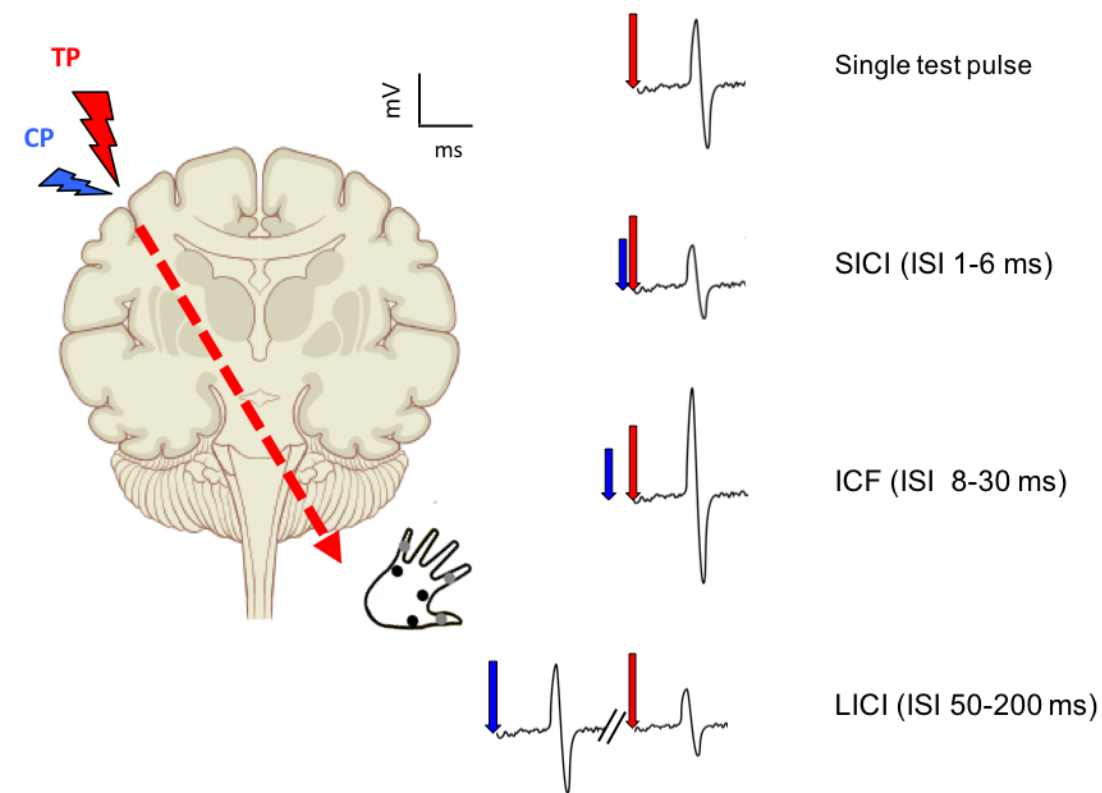 TP
CP
mV
ms
Single test pulse
SICI (ISI 1-6 ms)
ICF (ISI  8-30 ms)
LICI (ISI 50-200 ms)